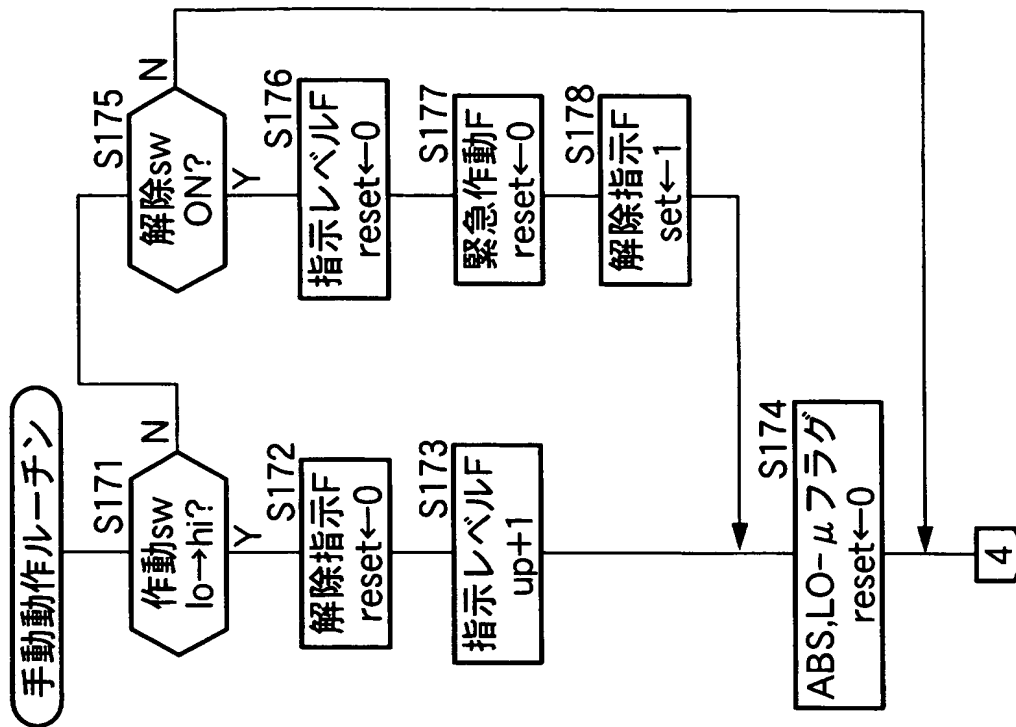 手動動作ルーチン
S171
作動sw
lo→hi?
N
Y
S172
解除指示F
reset←0
S173
指示レベルF
up+1
S175
解除sw
ON?
N
Y
S176
指示レベルF
reset←0
S177
緊急作動F
reset←0
S178
解除指示F
set←1
S174
ABS,LO-μフラグ
reset←0
4